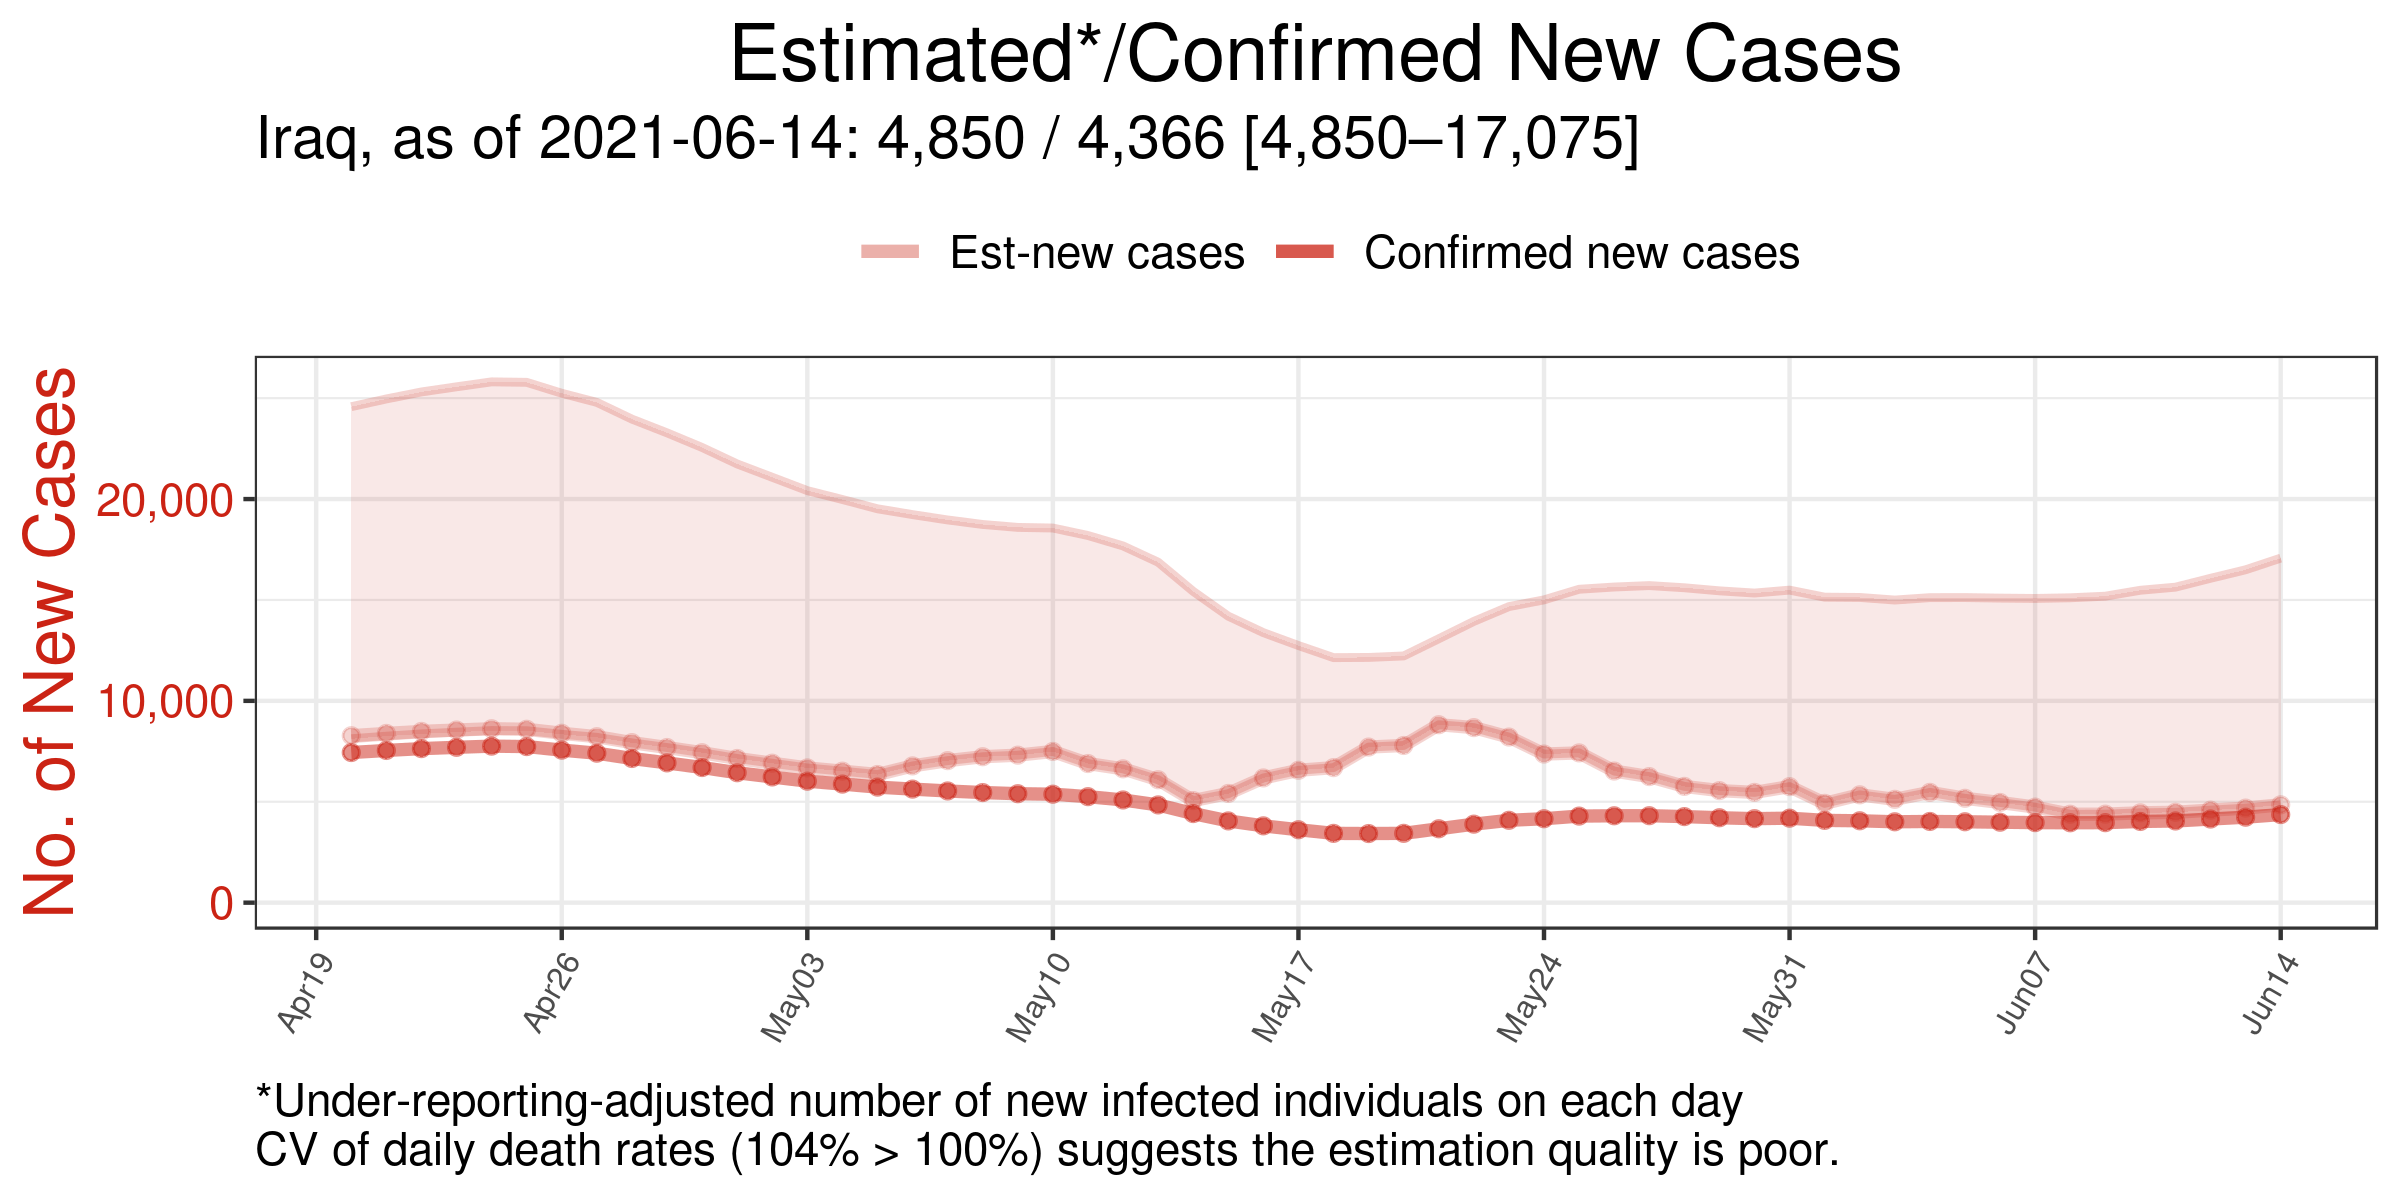 Estimated*/Confirmed New Cases
Iraq, as of 2021-06-14: 4,850 / 4,366 [4,850–17,075]
Est-new cases
Confirmed new cases
No. of New Cases
20,000
10,000
0
Apr19
Apr26
May03
May10
May17
May24
May31
Jun07
Jun14
*Under-reporting-adjusted number of new infected individuals on each day
CV of daily death rates (104% > 100%) suggests the estimation quality is poor.